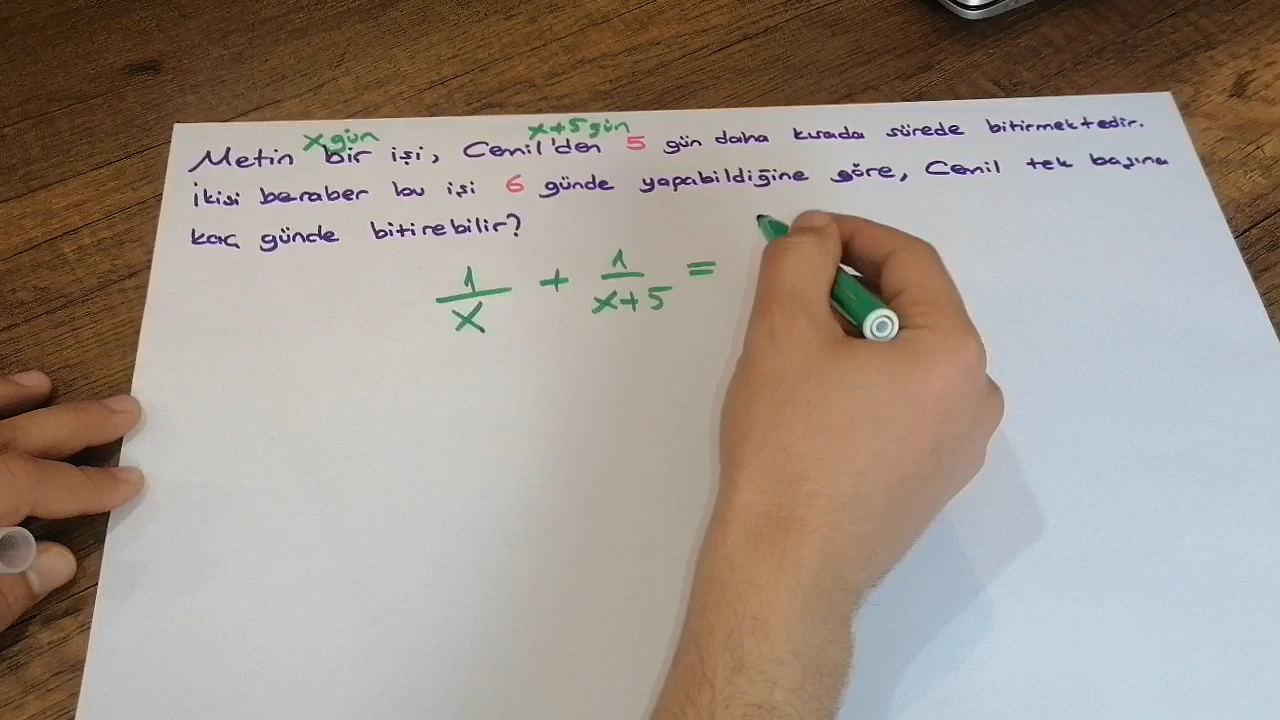 x gün x+5 gün
Metin bir işi, Cemil'den 5 gün daha kısada sürede bitirmektedir.
İkisi beraber bu işi 6 günde yapabildiğine göre, Cemil tek başına
kaç günde bitirebilir?
1/x + 1/x+5 =